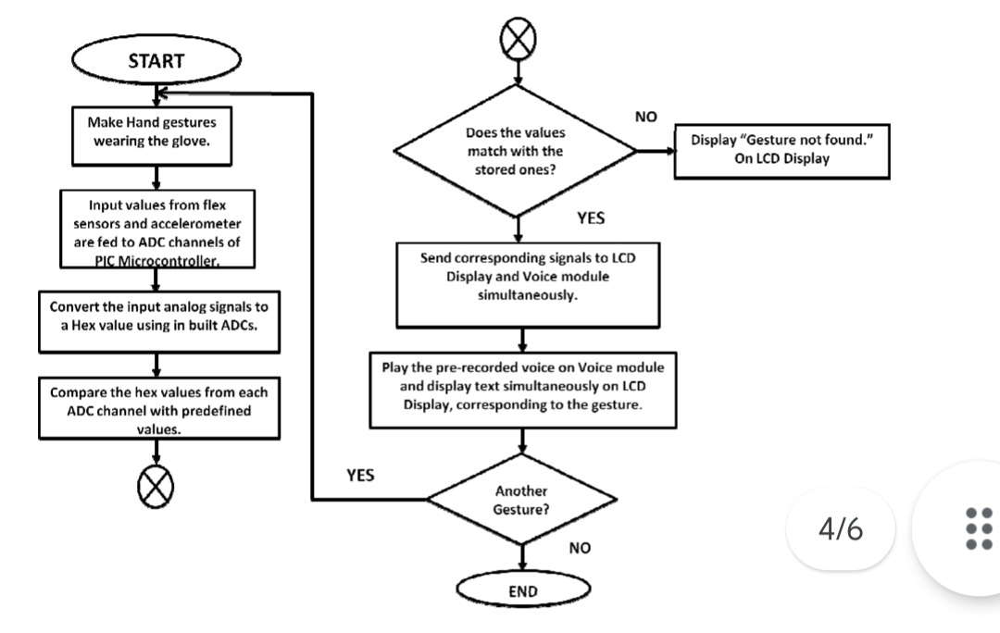 START
Make Hand gestures
wearing the glove.
Input values from flex
sensors and accelerometer
are fed to ADC channels of
PIC Microcontroller.
Convert the input analog signals to
a Hex value using in built ADCs.
Compare the hex values from each
ADC channel with predefined
values.
Does the values
match with the
stored ones?
NO
Display “Gesture not found.”
On LCD Display
YES
Send corresponding signals to LCD
Display and Voice module
simultaneously.
Play the pre-recorded voice on Voice module
and display text simultaneously on LCD
Display, corresponding to the gesture.
YES
Another
Gesture?
NO
END
4/6